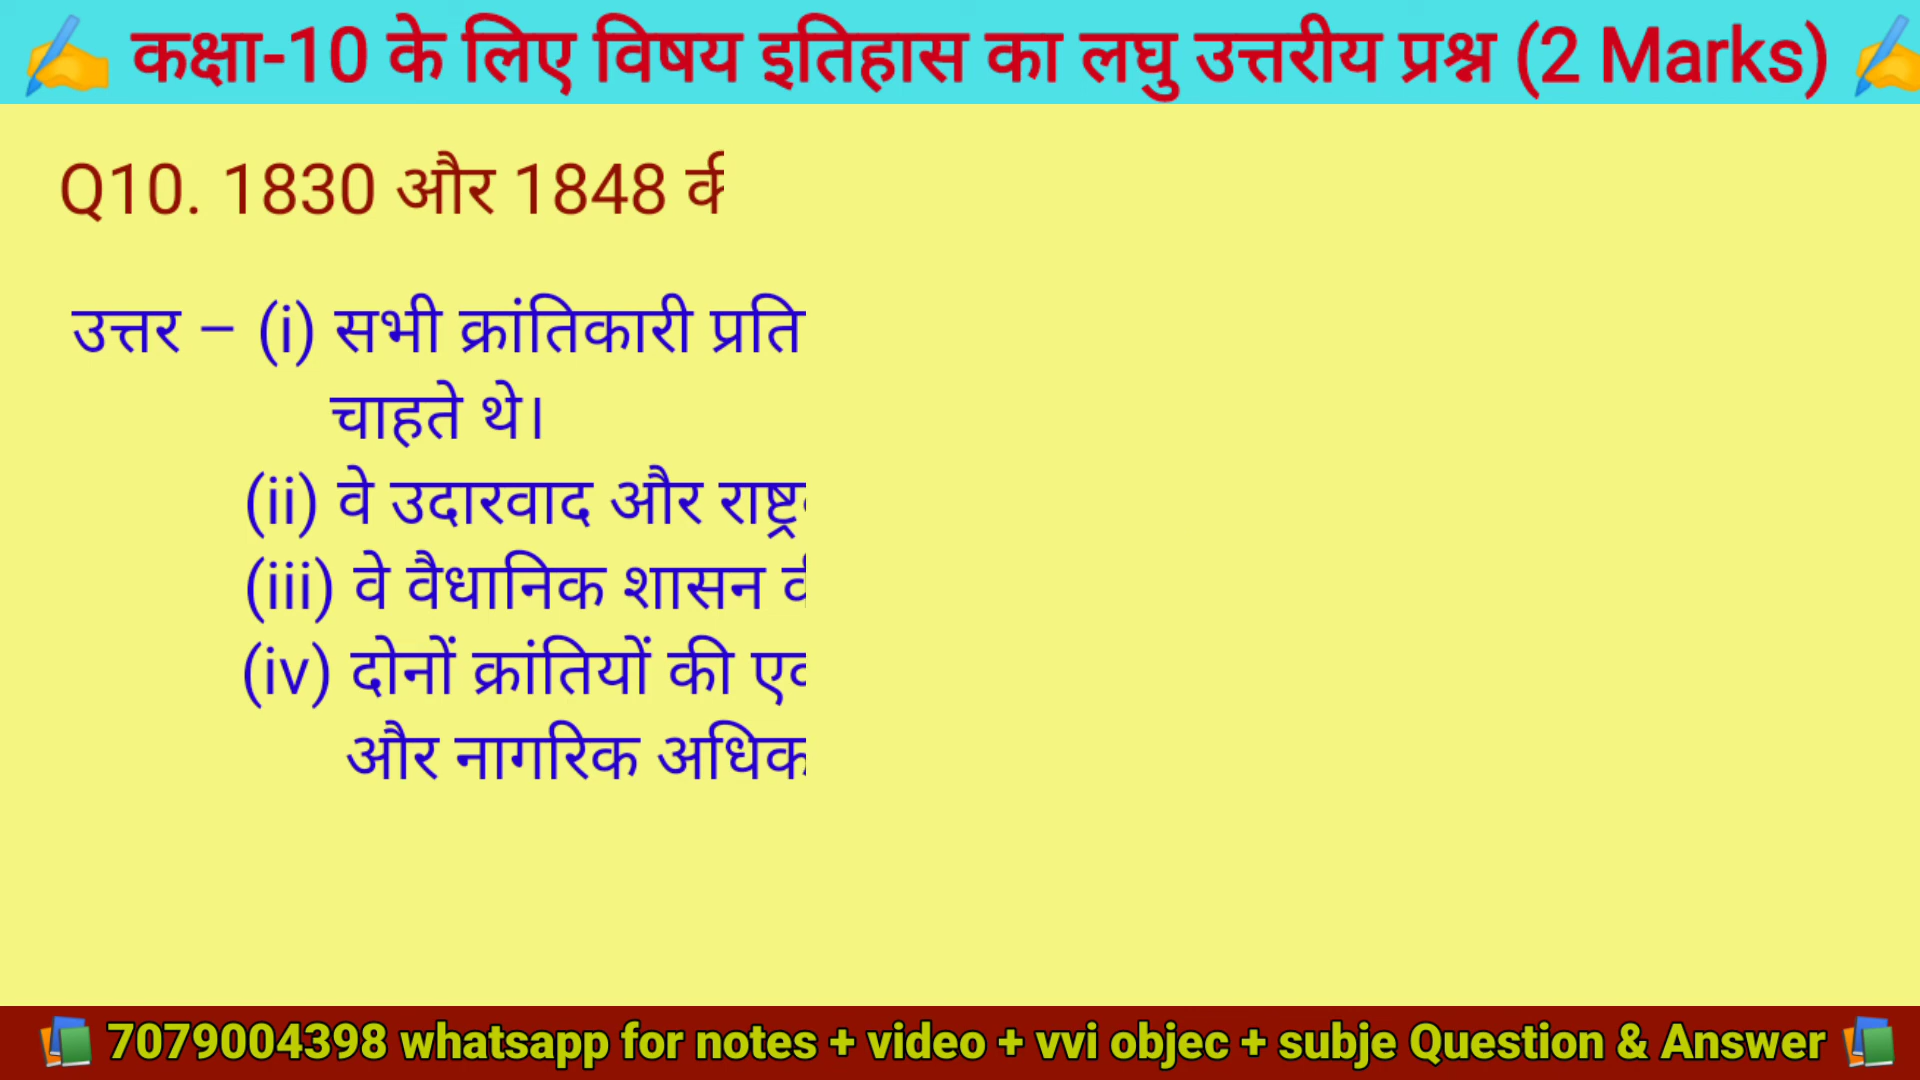 ✍️ कक्षा-10 के लिए विषय इतिहास का लघु उत्तरीय प्रश्न (2 Marks) ✍️
Q10. 1830 और 1848 की
उत्तर – (i) सभी क्रांतिकारी प्रति
चाहते थे।
(ii) वे उदारवाद और
(iii) वे वैधानिक शासन
(iv) दोनों क्रांतियों की
और नागरिक
📚 7079004398 whatsapp for notes + video + vvi objec + subje Question & Answer 📚